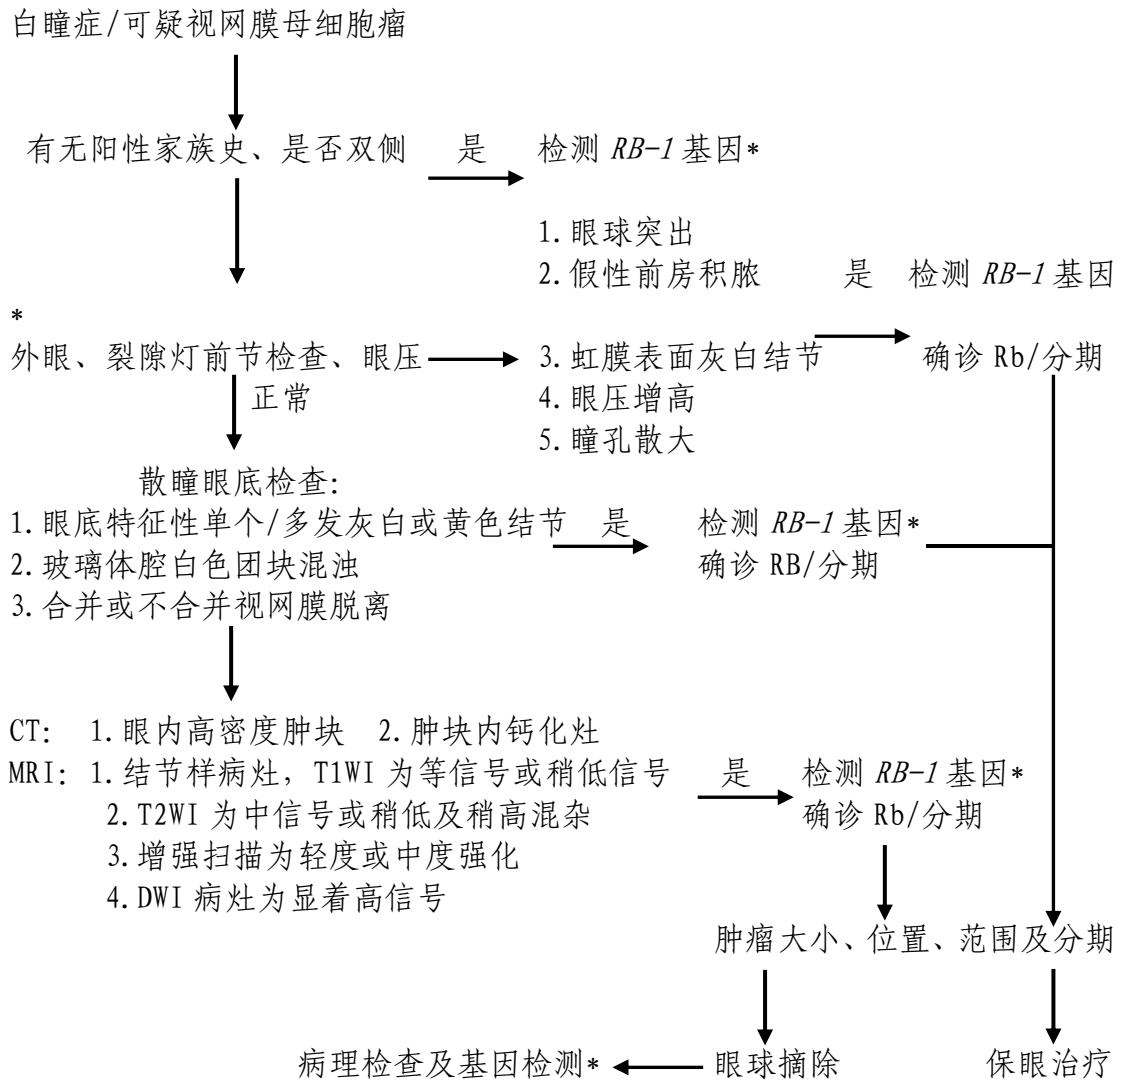 白瞳症/可疑视网膜母细胞瘤
有无阳性家族史、是否双侧 是 检测 RB-1 基因*
1.眼球突出
2.假性前房积脓 是 检测 RB-1 基因
*
外眼、裂隙灯前节检查、眼压 3.虹膜表面灰白结节 确诊 Rb/分期
正常 4.眼压增高
5.瞳孔散大
散瞳眼底检查:
1.眼底特征性单个/多发灰白或黄色结节 是 检测 RB-1 基因*
2.玻璃体腔白色团块混浊 确诊 RB/分期
3.合并或不合并视网膜脱离
CT: 1.眼内高密度肿块 2.肿块内钙化灶
MRI: 1.结节样病灶, T1WI 为等信号或稍低信号 是 检测 RB-1 基因*
2.T2WI 为中信号或稍低及稍高混杂 确诊 Rb/分期
3.增强扫描为轻度或中度强化
4.DWI 病灶为显着高信号
肿瘤大小、位置、范围及分期
病理检查及基因检测* 眼球摘除 保眼治疗